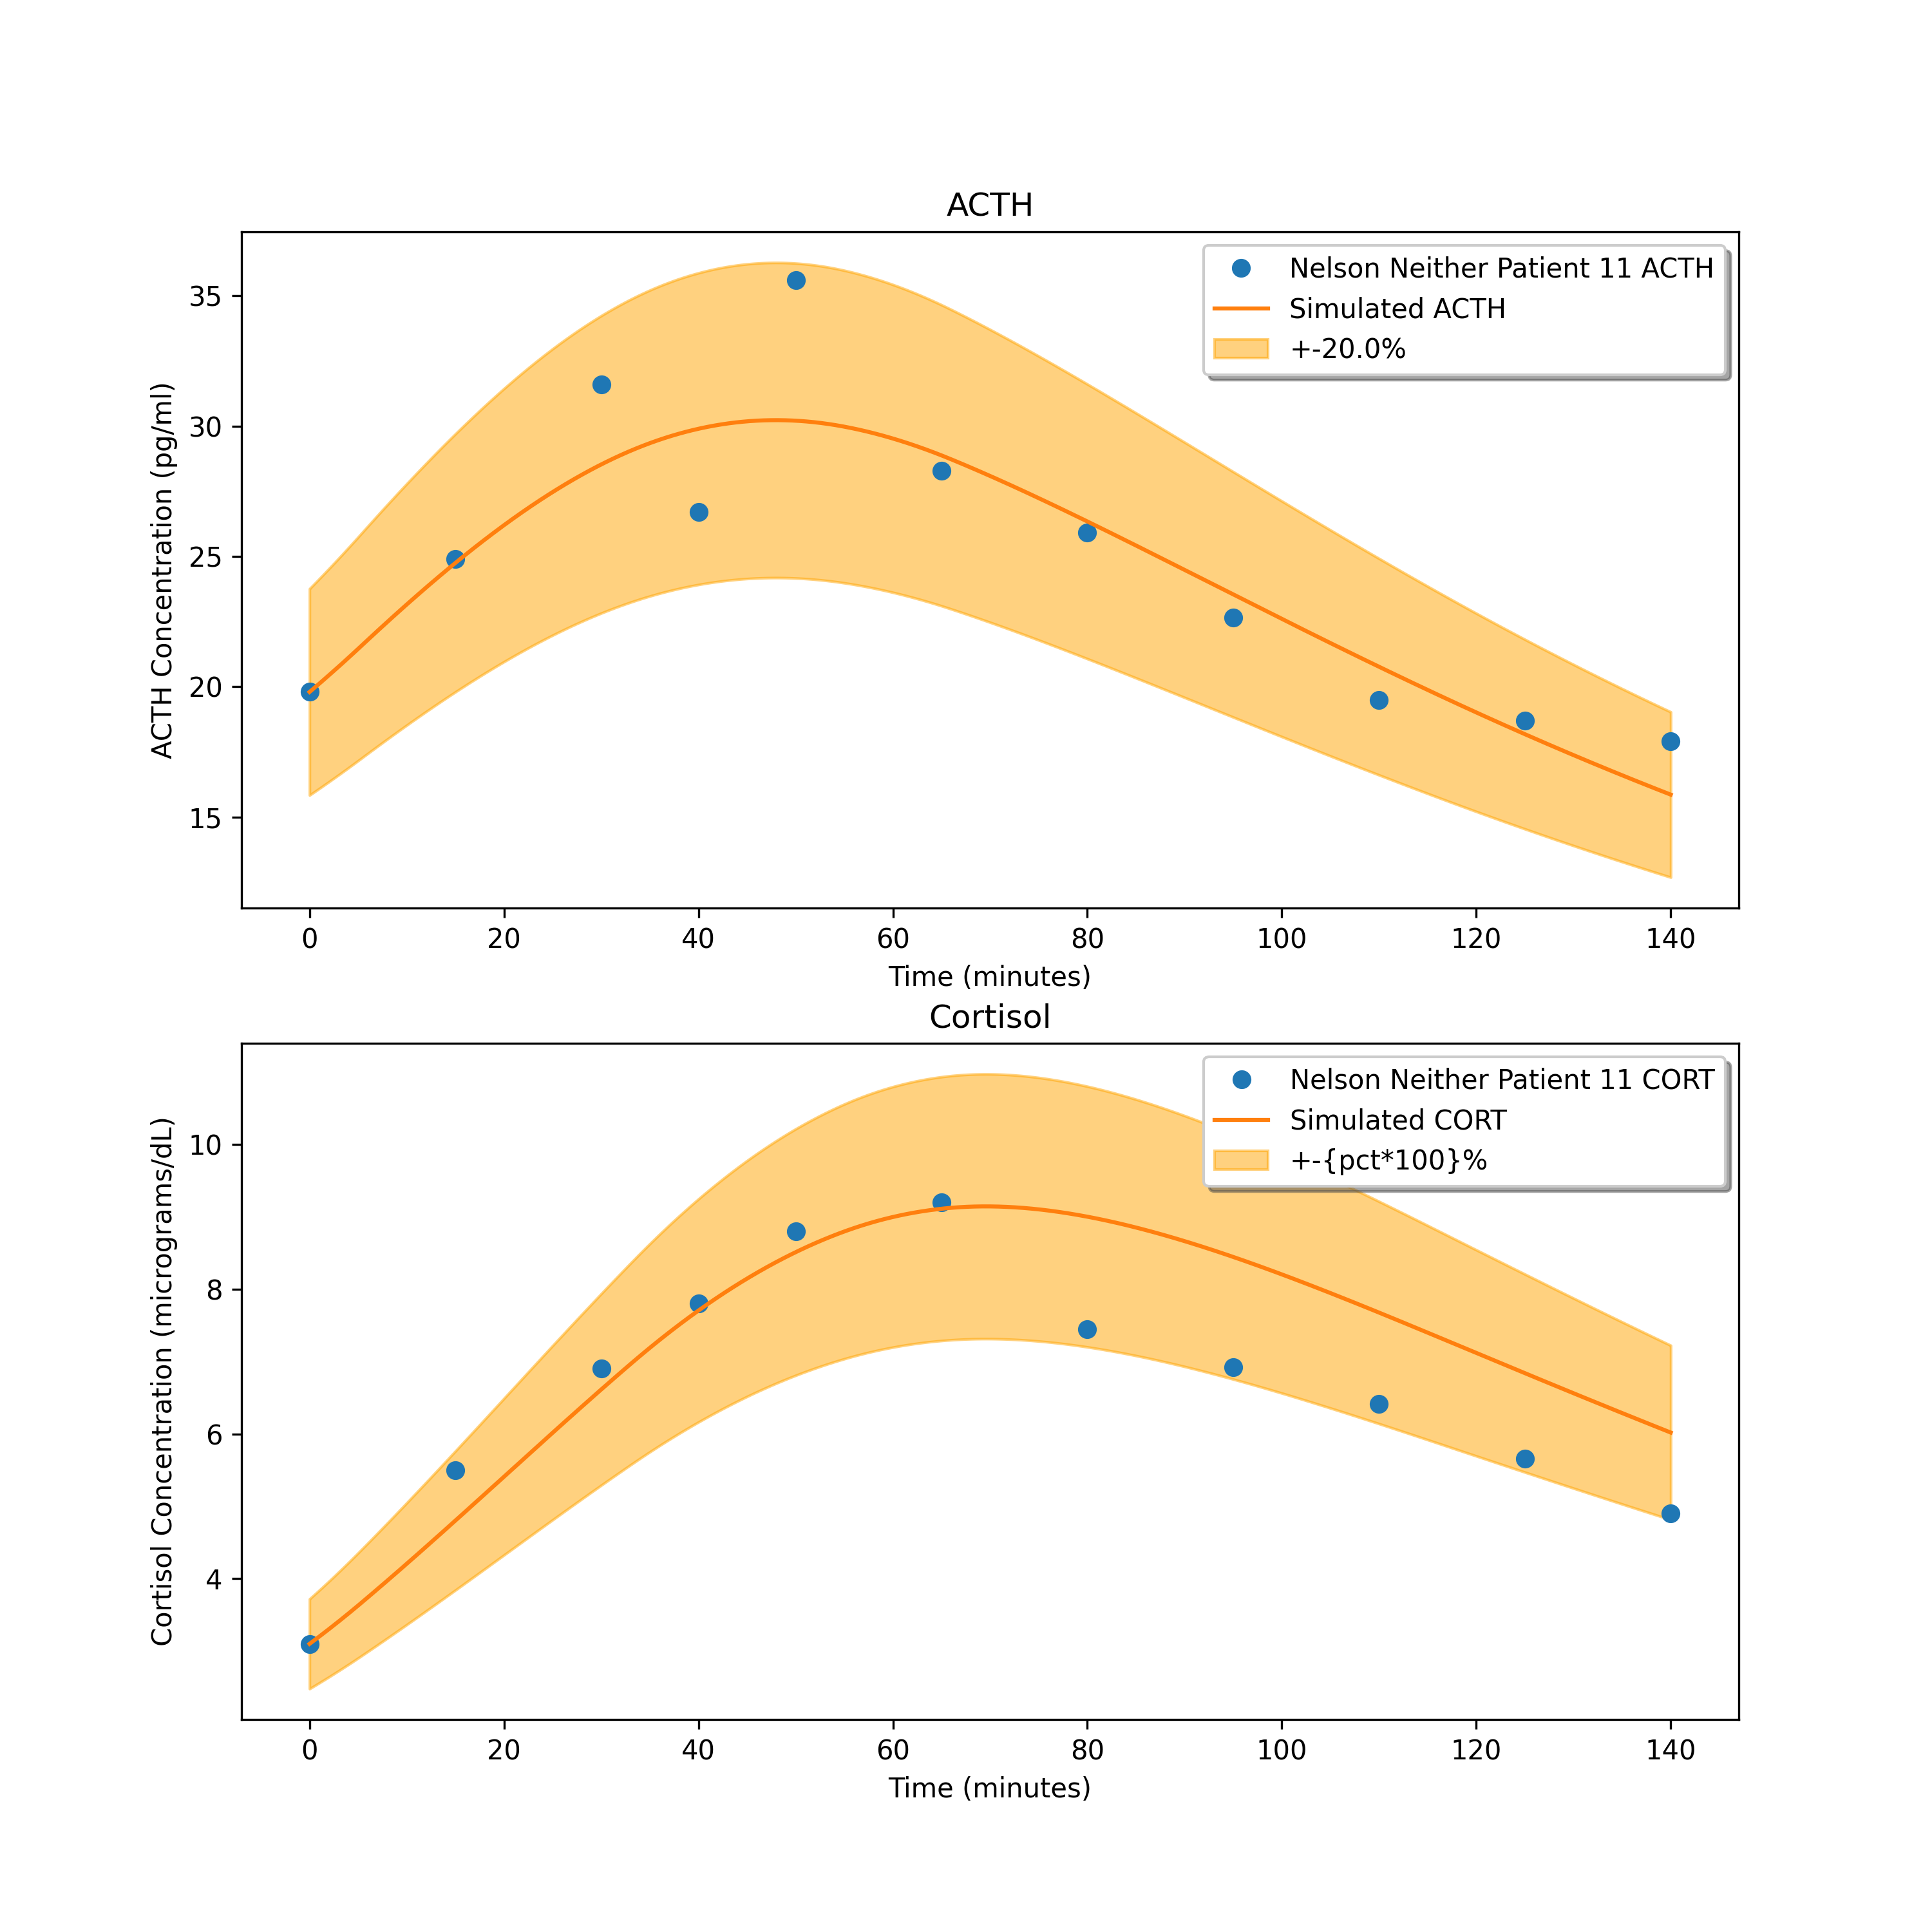 ACTH
Nelson Neither Patient 11 ACTH
Simulated ACTH
+-20.0%
ACTH Concentration (pg/ml)
35
30
25
20
15
0 20 40 60 80 100 120 140
Time (minutes)
Cortisol
Nelson Neither Patient 11 CORT
Simulated CORT
+-{pct*100}%
Cortisol Concentration (micrograms/dL)
10
8
6
4
0 20 40 60 80 100 120 140
Time (minutes)